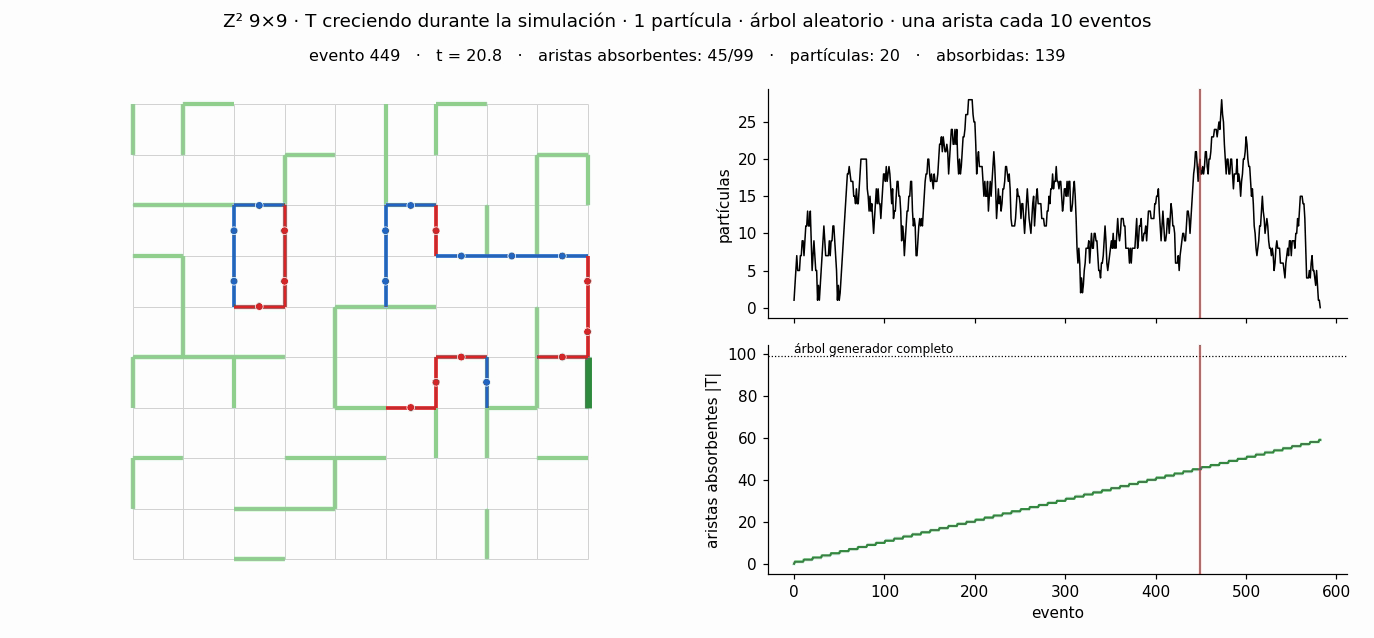 Z² 9×9 · T creciendo durante la simulación · 1 partícula · árbol aleatorio · una arista cada 10 eventos
evento 449 · t = 20.8 · aristas absorbentes: 45/99 · partículas: 20 · absorbidas: 139
partículas
25
20
15
10
5
0
árbol generador completo
aristas absorbentes |T|
100
80
60
40
20
0
0 100 200 300 400 500 600
evento